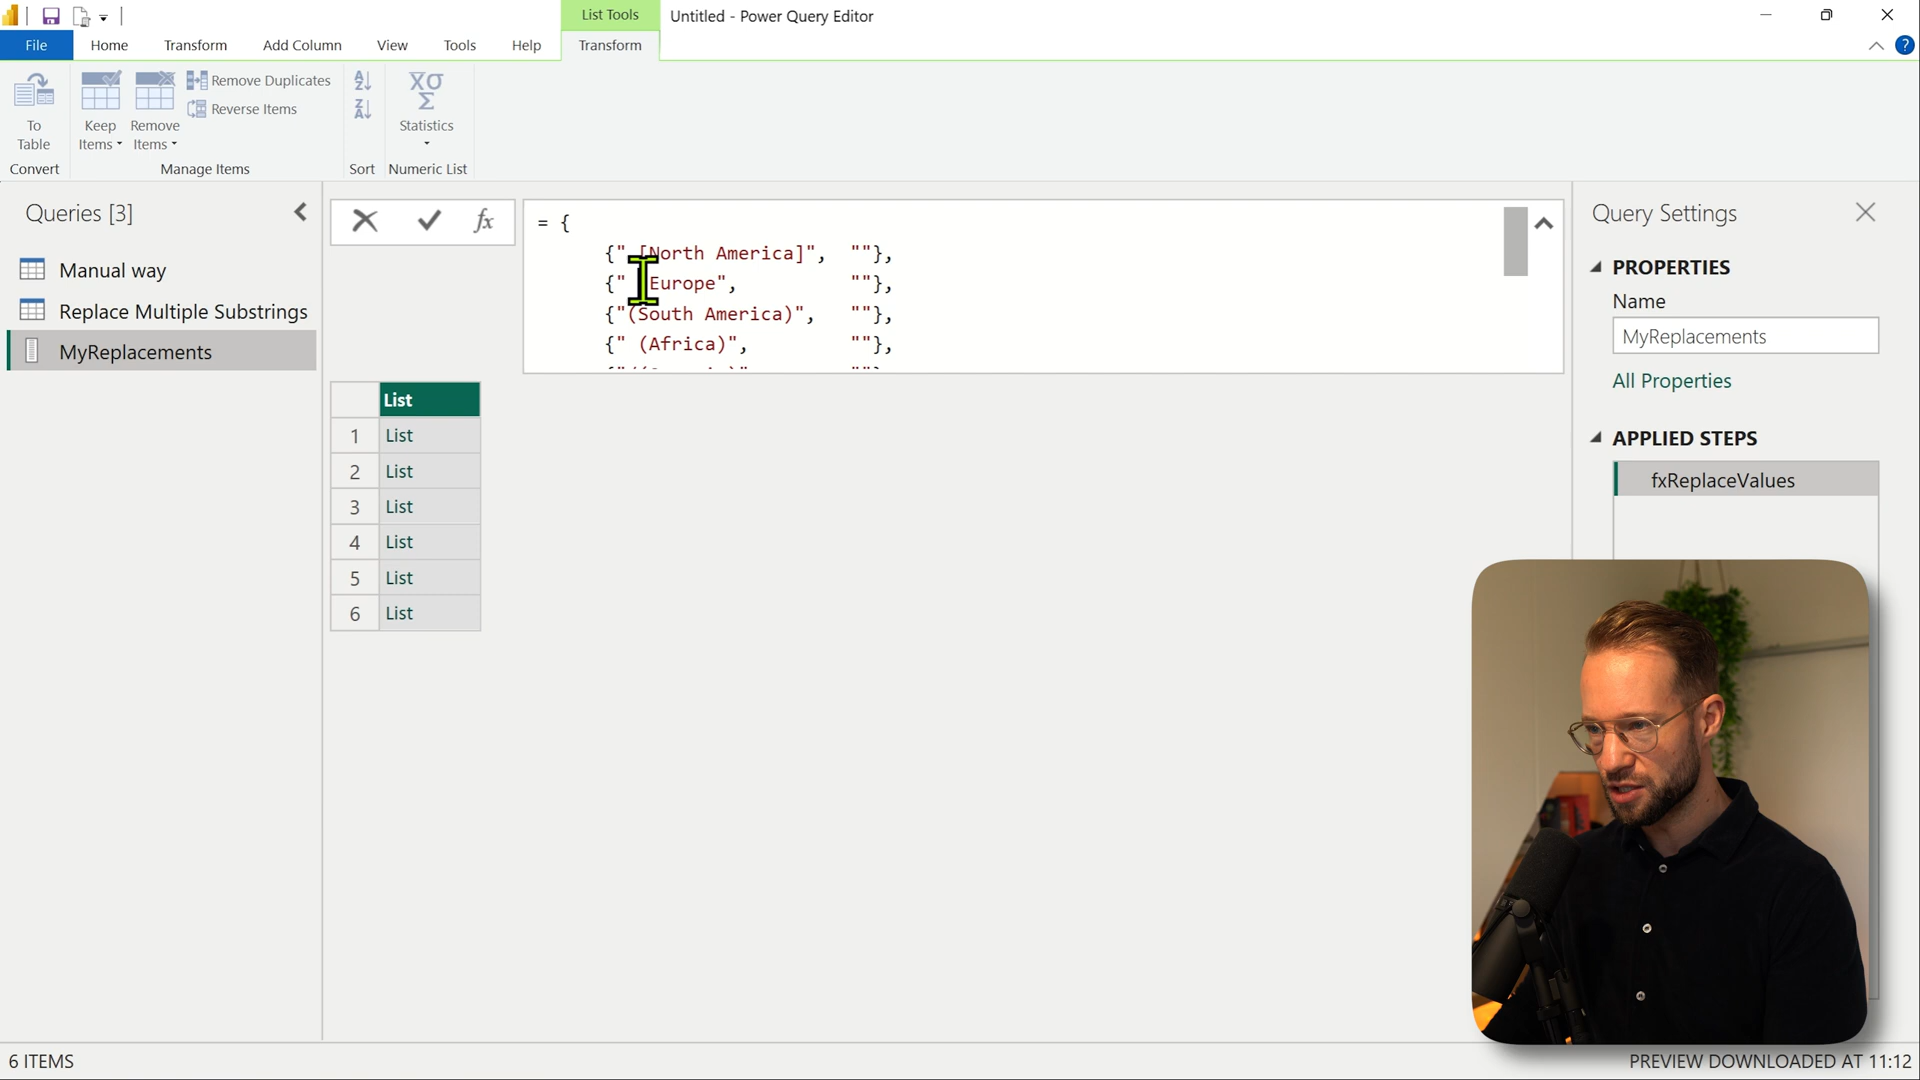 List Tools
Untitled - Power Query Editor
File
Home
Transform
Add Column
View
Tools
Help
Transform
To Table
Keep Items
Remove Items
Remove Duplicates
Reverse Items
Statistics
Convert
Manage Items
Sort
Numeric List
Queries [3]
Manual way
Replace Multiple Substrings
MyReplacements
= {
{" [North America]", ""},
{" Europe", ""},
{"(South America)", ""},
{" (Africa)", ""},
List
1 List
2 List
3 List
4 List
5 List
6 List
Query Settings
PROPERTIES
Name
MyReplacements
All Properties
APPLIED STEPS
fxReplaceValues
6 ITEMS
PREVIEW DOWNLOADED AT 11:12